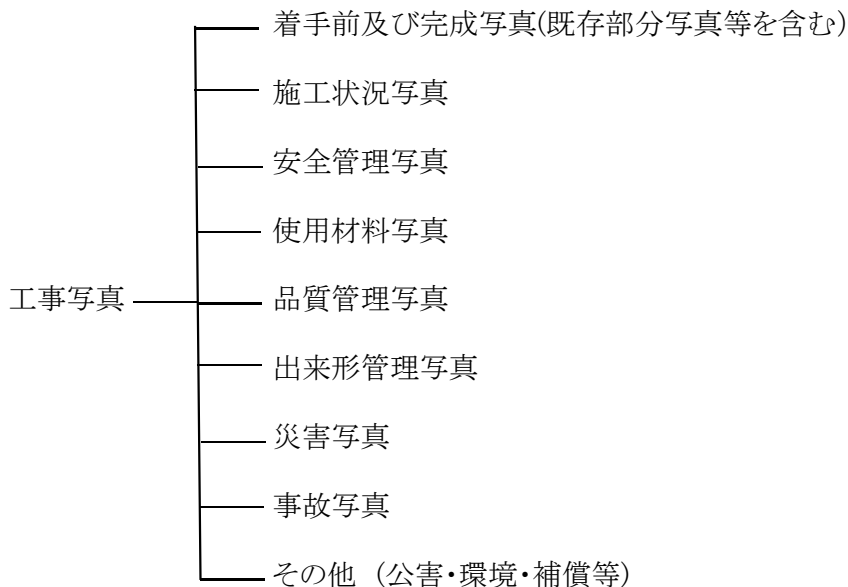 着手前及び完成写真(既存部分写真等を含む)
施工状況写真
安全管理写真
使用材料写真
工事写真
品質管理写真
出来形管理写真
災害写真
事故写真
その他 (公害・環境・補償等)